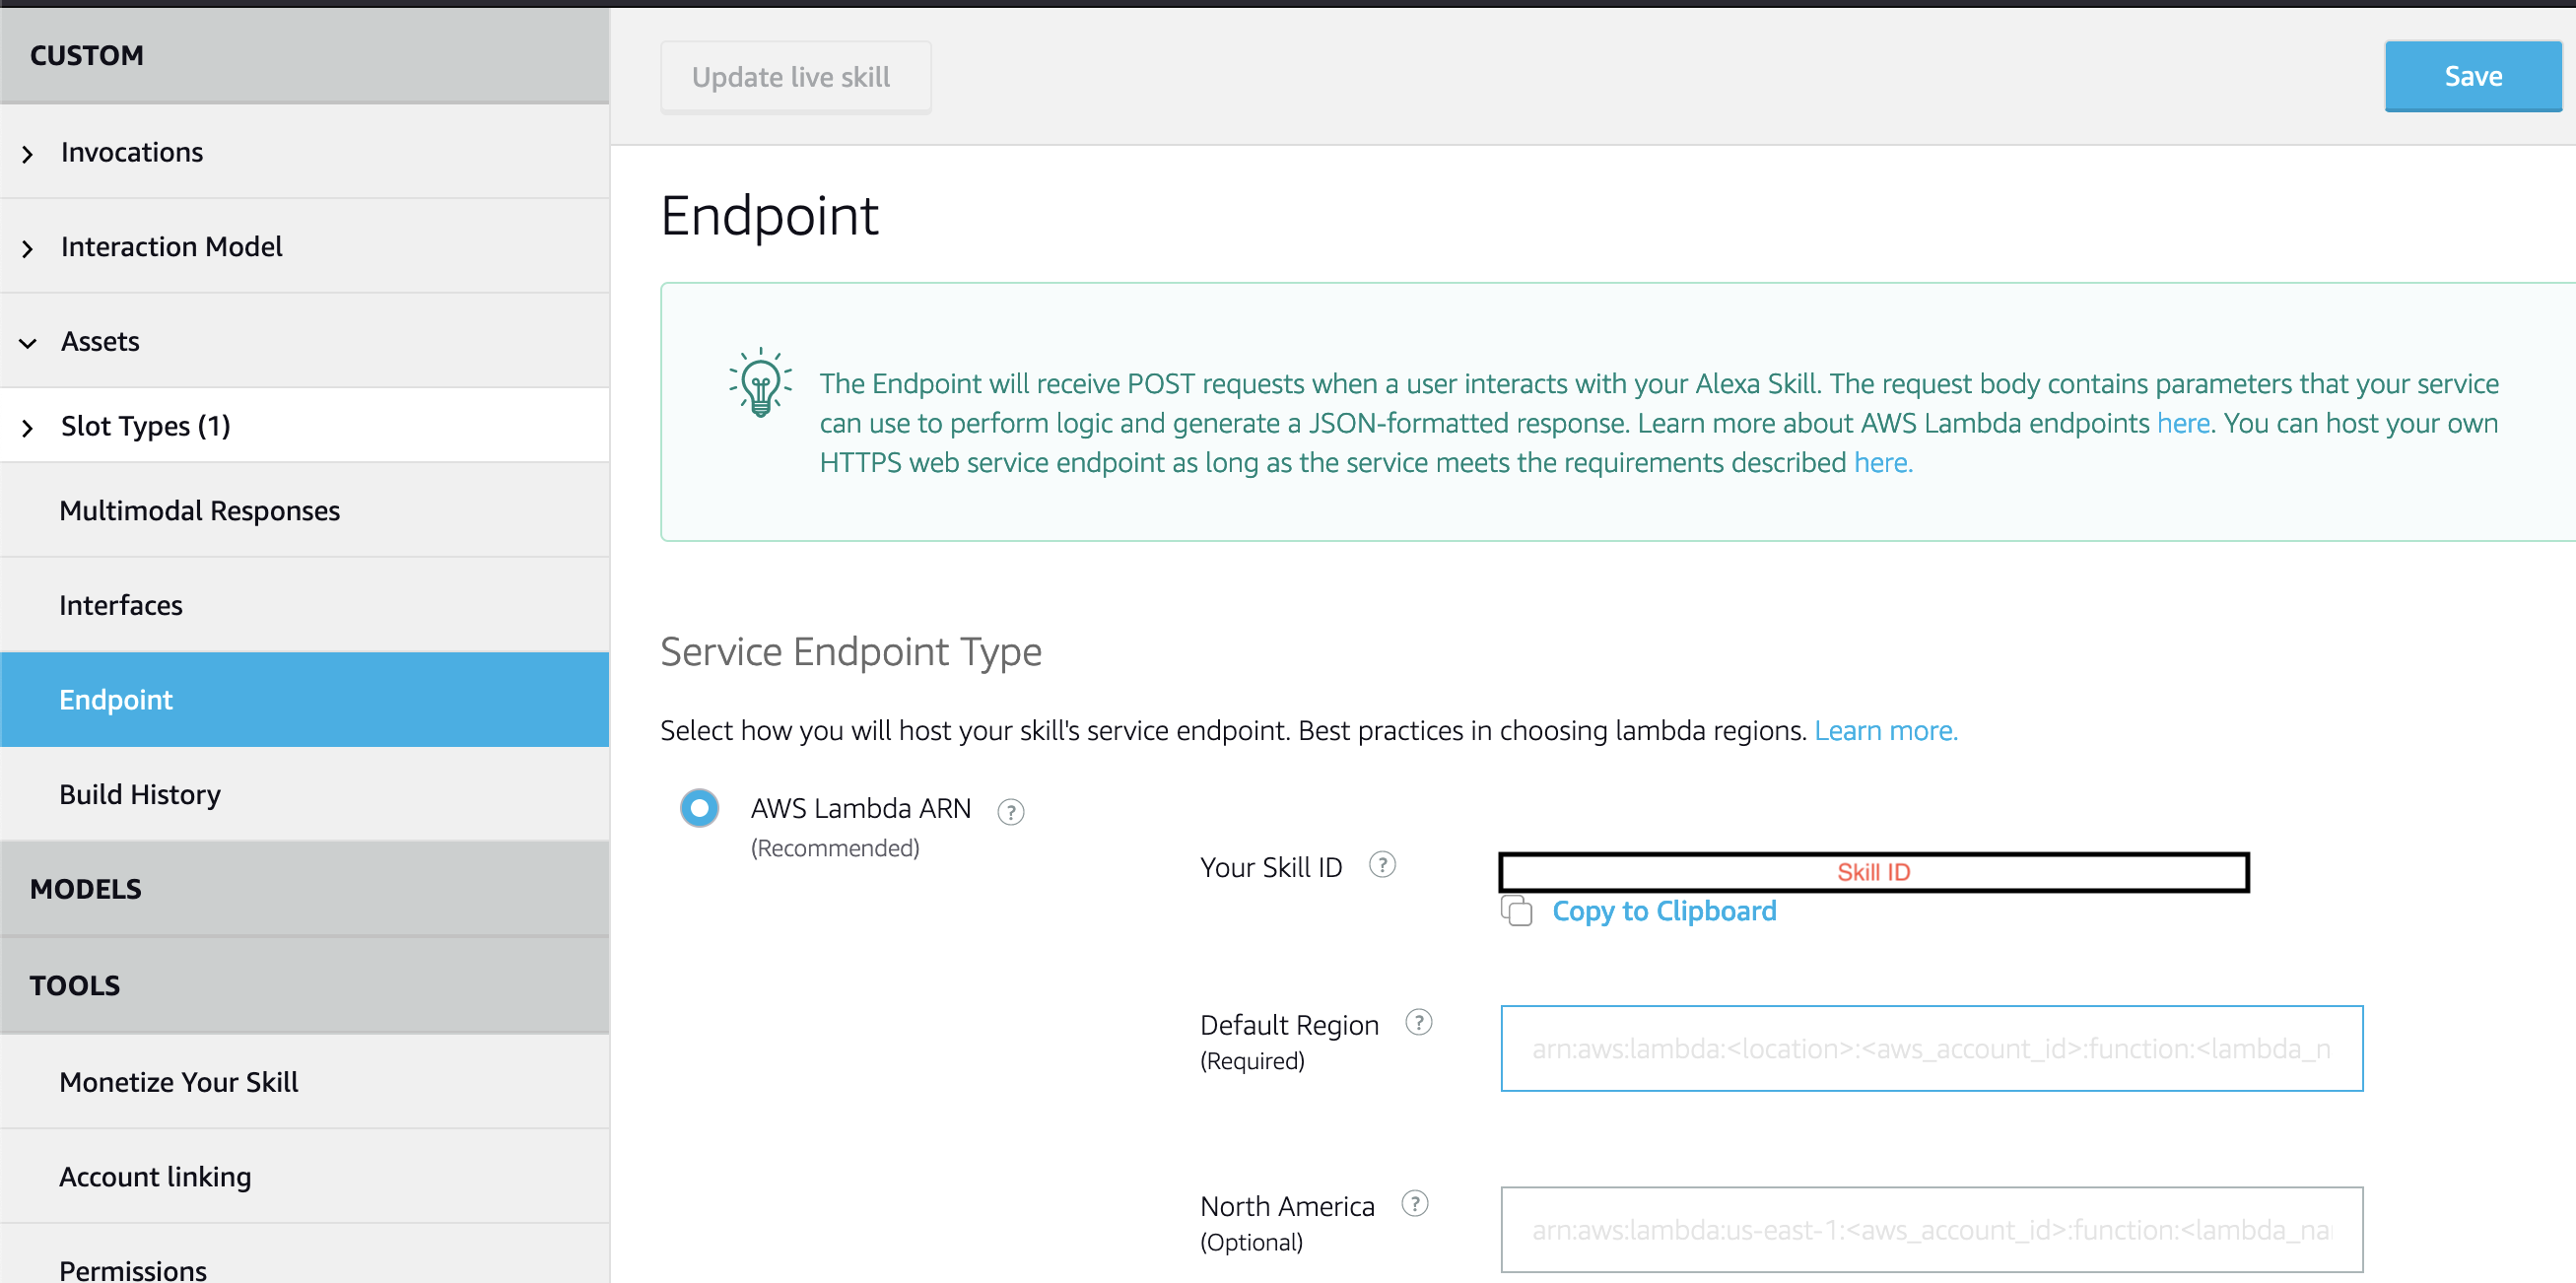 CUSTOM
Invocations
Interaction Model
Assets
Slot Types (1)
Multimodal Responses
Interfaces
Endpoint
Build History
MODELS
TOOLS
Monetize Your Skill
Account linking
Permissions
Update live skill
Save
Endpoint
The Endpoint will receive POST requests when a user interacts with your Alexa Skill. The request body contains parameters that your service
can use to perform logic and generate a JSON-formatted response. Learn more about AWS Lambda endpoints here. You can host your own
HTTPS web service endpoint as long as the service meets the requirements described here.
Service Endpoint Type
Select how you will host your skill's service endpoint. Best practices in choosing lambda regions. Learn more.
AWS Lambda ARN ?
(Recommended)
Your Skill ID ?
Skill ID
Copy to Clipboard
Default Region ?
(Required)
arn:aws:lambda:<location>:<aws_account_id>:function:<lambda_n
North America ?
(Optional)
arn:aws:lambda:us-east-1:<aws_account_id>:function:<lambda_na